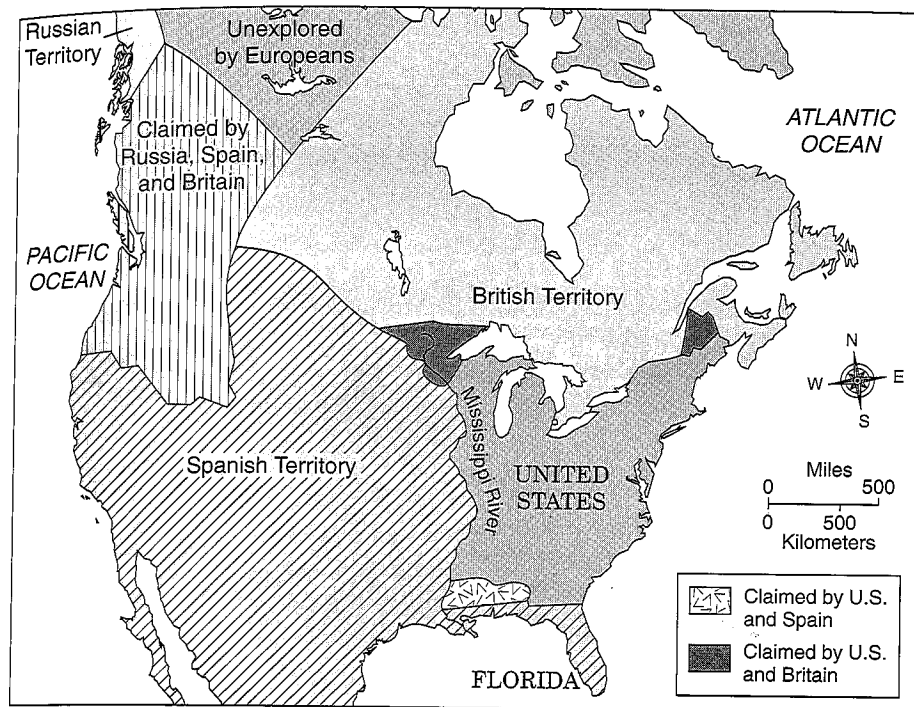 Russian
Territory
Unexplored
by Europeans
Claimed by
Russia, Spain,
and Britain
ATLANTIC
OCEAN
PACIFIC
OCEAN
British Territory
N
W
E
S
Mississippi River
Spanish Territory
UNITED
STATES
Miles
0 500
0 500
Kilometers
Claimed by U.S.
and Spain
Claimed by U.S.
and Britain
FLORIDA